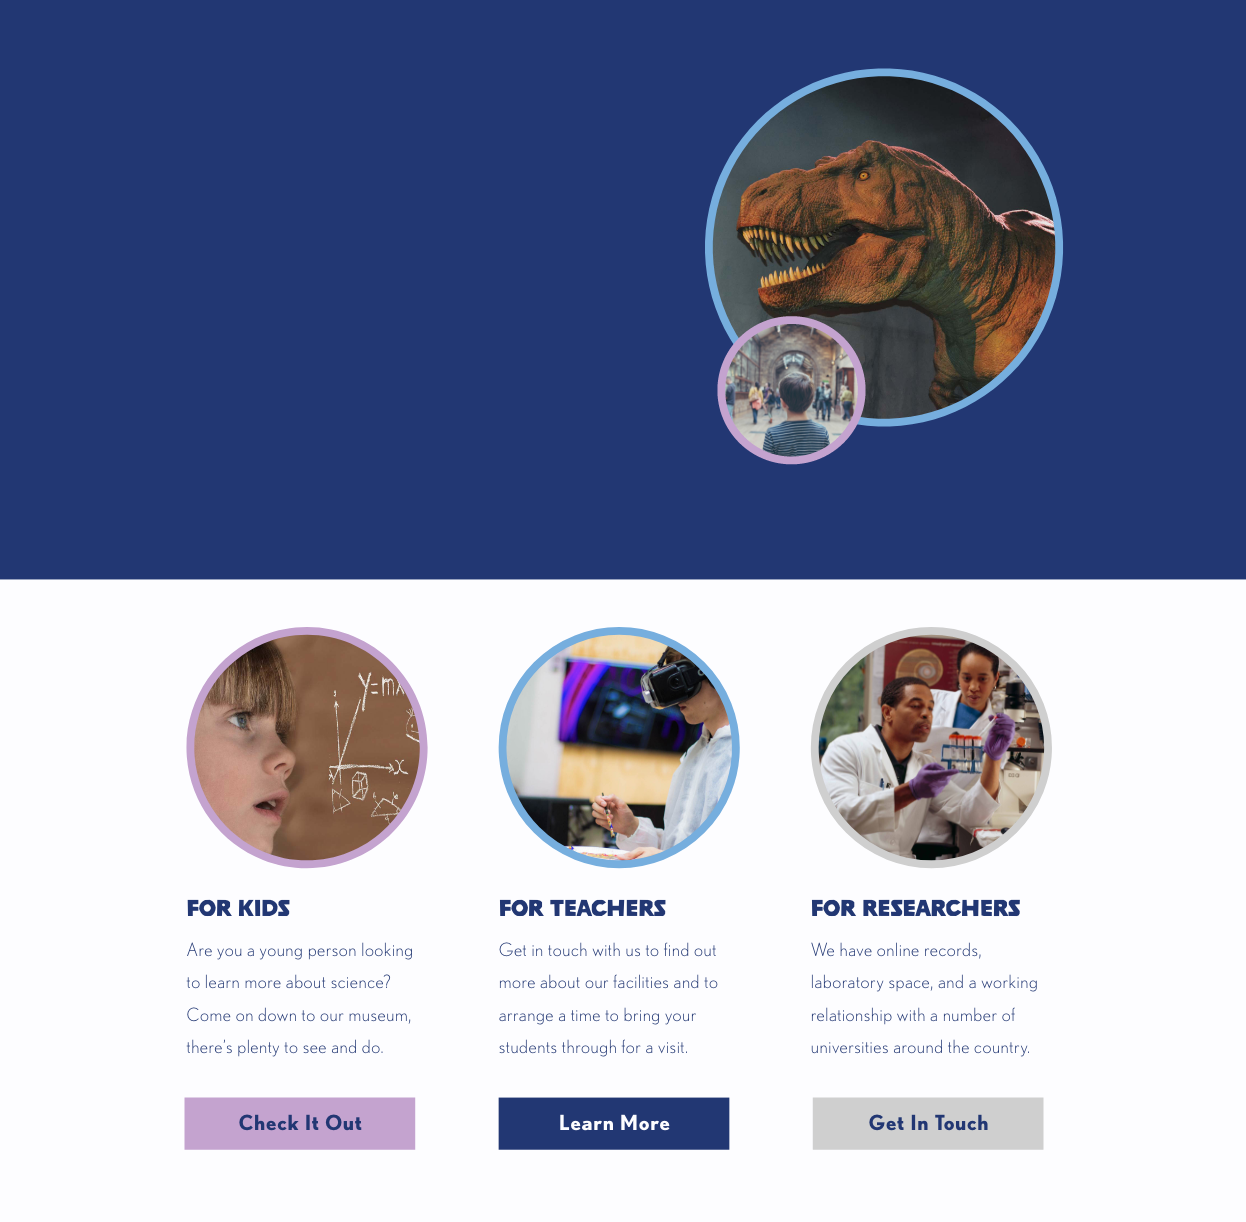 y=mx
x
FOR KIDS
Are you a young person looking
to learn more about science?
Come on down to our museum,
there's plenty to see and do.
Check It Out
FOR TEACHERS
Get in touch with us to find out
more about our facilities and to
arrange a time to bring your
students through for a visit.
Learn More
FOR RESEARCHERS
We have online records,
laboratory space, and a working
relationship with a number of
universities around the country.
Get In Touch